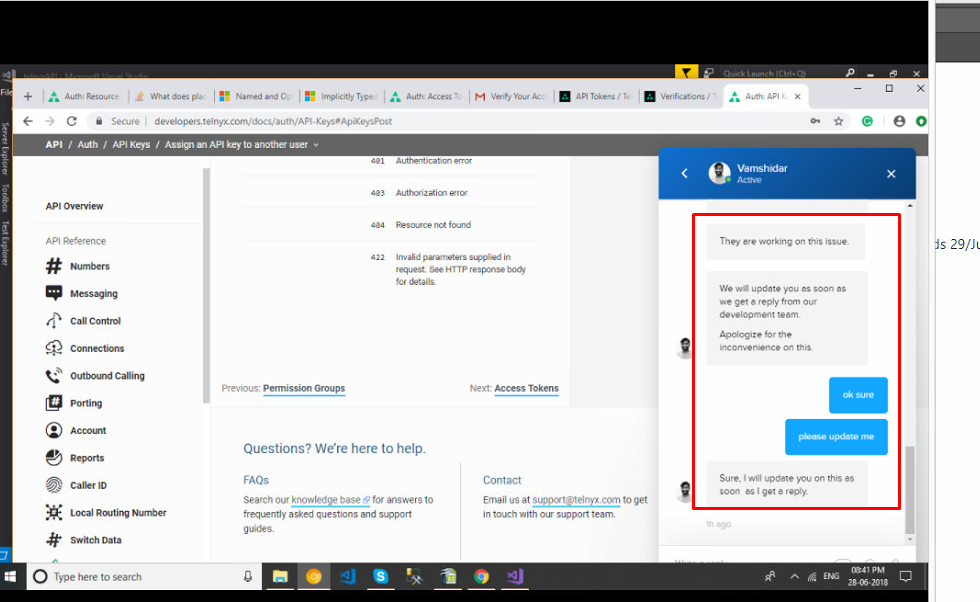 telnyxAPI - Microsoft Visual Studio
Quick Launch (Ctrl+Q)
File
Auth: Resource
What does plac
Named and Op
Implicitly Types
Auth: Access To
Verify Your Acc
API Tokens / Te
Verifications / T
Auth: API K
Secure
developers.telnyx.com/docs/auth/API-Keys#ApiKeysPost
API / Auth / API Keys / Assign an API key to another user
Server Explorer
Toolbox
Test Explorer
API Overview
API Reference
Numbers
Messaging
Call Control
Connections
Outbound Calling
Porting
Account
Reports
Caller ID
Local Routing Number
Switch Data
401 Authentication error
403 Authorization error
404 Resource not found
422 Invalid parameters supplied in
request. See HTTP response body
for details.
Previous: Permission Groups
Next: Access Tokens
Questions? We're here to help.
FAQs
Search our knowledge base for answers to
frequently asked questions and support
guides.
Contact
Email us at support@telnyx.com to get
in touch with our support team.
Vamshidar
Active
They are working on this issue.
We will update you as soon as
we get a reply from our
development team.
Apologize for the
inconvenience on this.
ok sure
please update me
Sure, I will update you on this as
soon as I get a reply.
1h ago.
ds 29/Ju
Type here to search
ENG
08:41 PM
28-06-2018